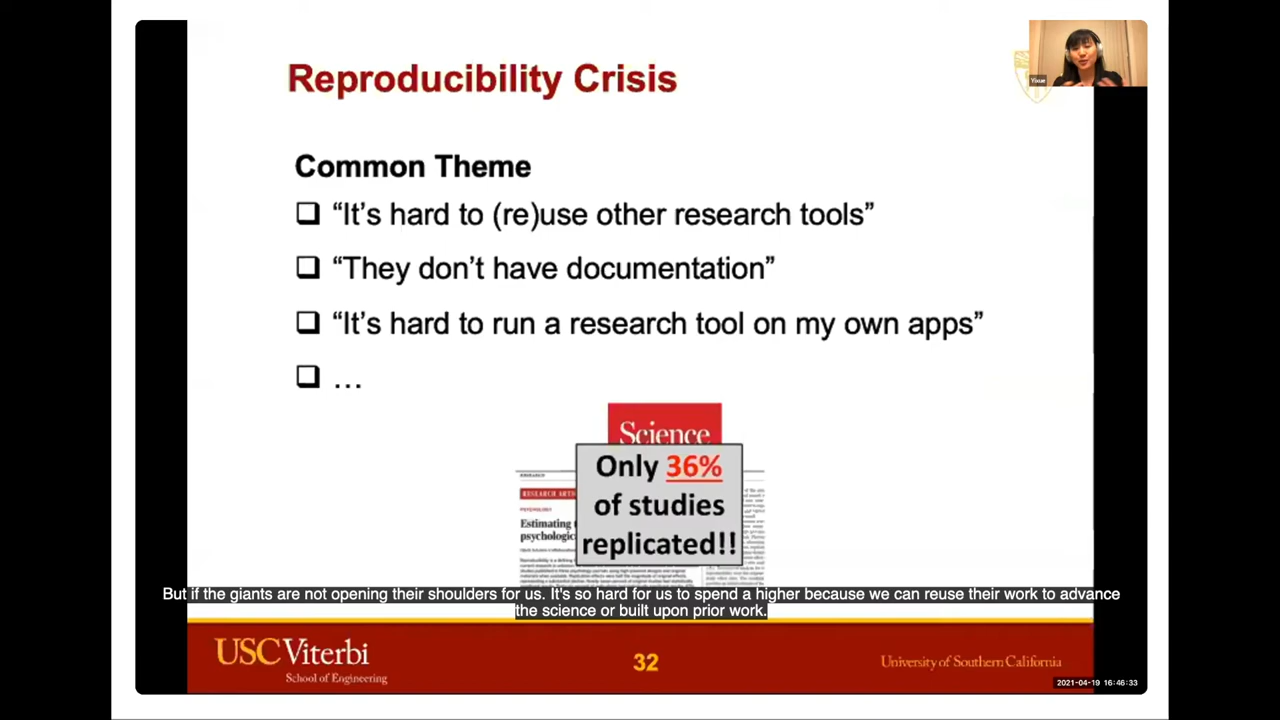 Reproducibility Crisis
Yixue
Common Theme
❑ “It’s hard to (re)use other research tools”
❑ “They don’t have documentation”
❑ “It’s hard to run a research tool on my own apps”
❑ …
Science
Only 36%
of studies
replicated!!
RESEARCH
RESEARCH ARTI
PSYCHOLOGY
Estimating
psychologic
But if the giants are not opening their shoulders for us. It's so hard for us to spend a higher because we can reuse their work to advance
the science or built upon prior work.
USC Viterbi
School of Engineering
32
University of Southern California
2021-04-19 16:46:33